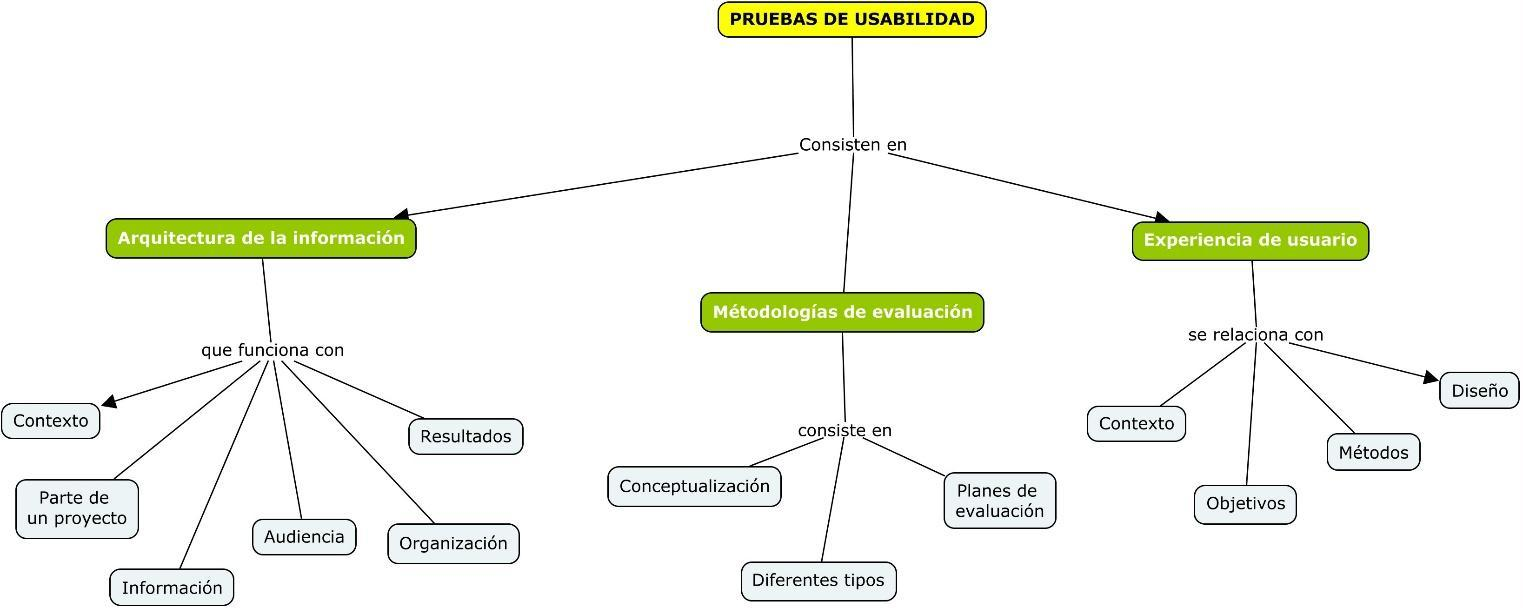 PRUEBAS DE USABILIDAD
Consisten en
Arquitectura de la información
Experiencia de usuario
Métodologías de evaluación
que funciona con
se relaciona con
Contexto
Resultados
Parte de
un proyecto
Audiencia
Organización
Información
consiste en
Conceptualización
Planes de
evaluación
Diferentes tipos
Diseño
Contexto
Métodos
Objetivos